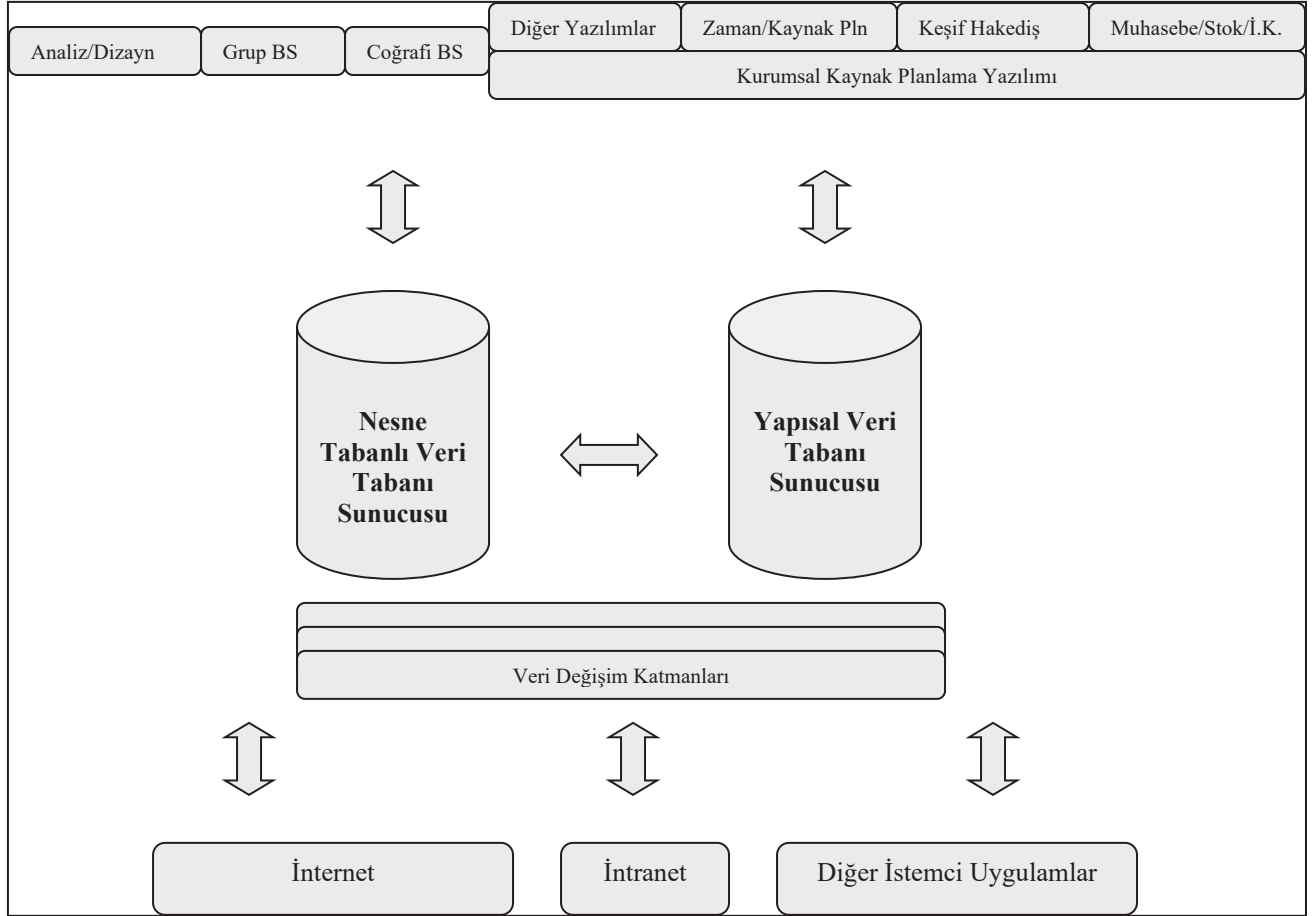 Diğer Yazılımlar
Zaman/Kaynak Pln
Keşif Hakediş
Muhasebe/Stok/İ.K.
Analiz/Dizayn
Grup BS
Coğrafi BS
Kurumsal Kaynak Planlama Yazılımı
Nesne
Tabanlı Veri
Tabanı
Sunucusu
Yapısal Veri
Tabanı
Sunucusu
Veri Değişim Katmanları
İnternet
İntranet
Diğer İstemci Uygulamlar